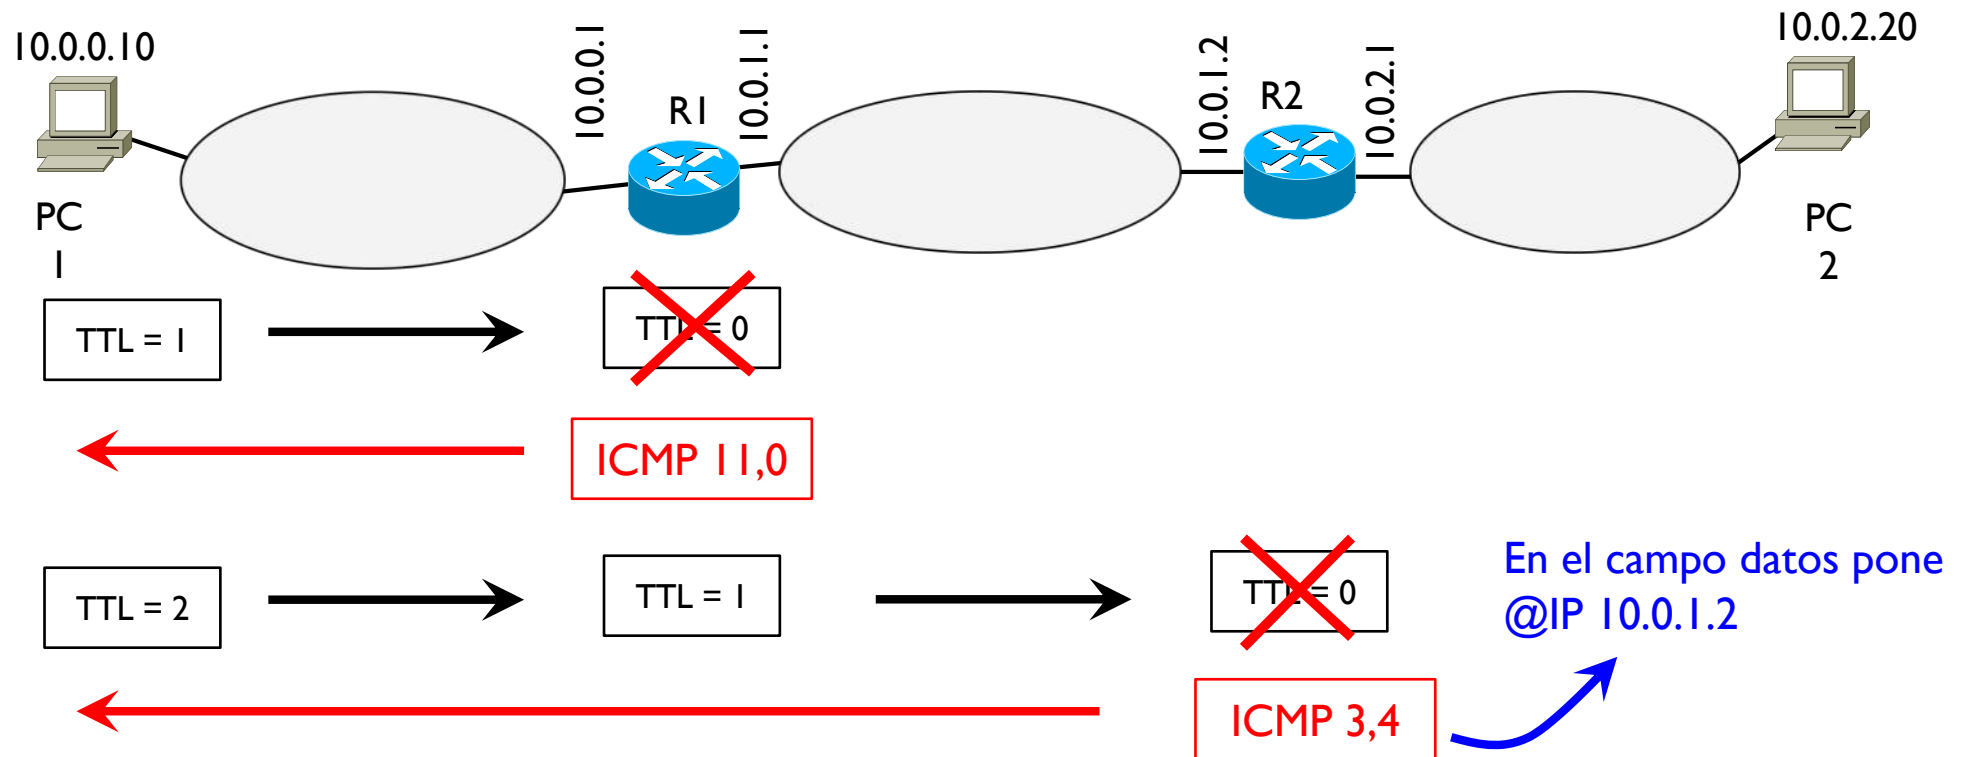 10.0.0.10
10.0.0.1
R1
10.0.1.1
10.0.1.2
R2
10.0.2.1
10.0.2.20
PC
1
PC
2
TTL = 1
TTL = 0
ICMP 11,0
TTL = 2
TTL = 1
TTL = 0
En el campo datos pone
@IP 10.0.1.2
ICMP 3,4